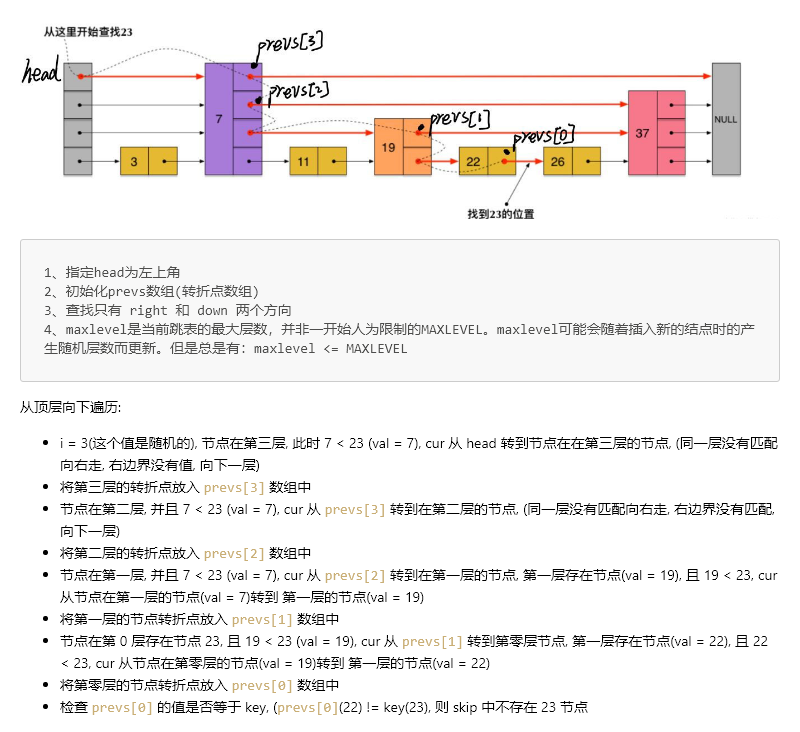 从这里开始查找23
prevs[3]
head
prevs[2]
7
NULL
prevs[1]
prevs[0]
37
19
3
11
22
26
找到23的位置
1、指定head为左上角
2、初始化prevs数组(转折点数组)
3、查找只有 right 和 down 两个方向
4、maxlevel是当前跳表的最大层数, 并非一开始人为限制的MAXLEVEL。maxlevel可能会随着插入新的结点时的产
生随机层数而更新。但是总是有: maxlevel <= MAXLEVEL
从顶层向下遍历:
• i = 3(这个值是随机的), 节点在第三层, 此时 7 < 23 (val = 7), cur 从 head 转到节点在在第三层的节点, (同一层没有匹配
向右走, 右边界没有值, 向下一层)
• 将第三层的转折点放入 prevs[3] 数组中
• 节点在第二层, 并且 7 < 23 (val = 7), cur 从 prevs[3] 转到在第二层的节点, (同一层没有匹配向右走, 右边界没有匹配,
向下一层)
• 将第二层的转折点放入 prevs[2] 数组中
• 节点在第一层, 并且 7 < 23 (val = 7), cur 从 prevs[2] 转到在第一层的节点, 第一层存在节点(val = 19), 且 19 < 23, cur
从节点在第一层的节点(val = 7)转到 第一层的节点(val = 19)
• 将第一层的节点转折点放入 prevs[1] 数组中
• 节点在第 0 层存在节点 23, 且 19 < 23 (val = 19), cur 从 prevs[1] 转到第零层节点, 第一层存在节点(val = 22), 且 22
< 23, cur 从节点在第零层的节点(val = 19)转到 第一层的节点(val = 22)
• 将第零层的节点转折点放入 prevs[0] 数组中
• 检查 prevs[0] 的值是否等于 key, (prevs[0](22) != key(23), 则 skip 中不存在 23 节点